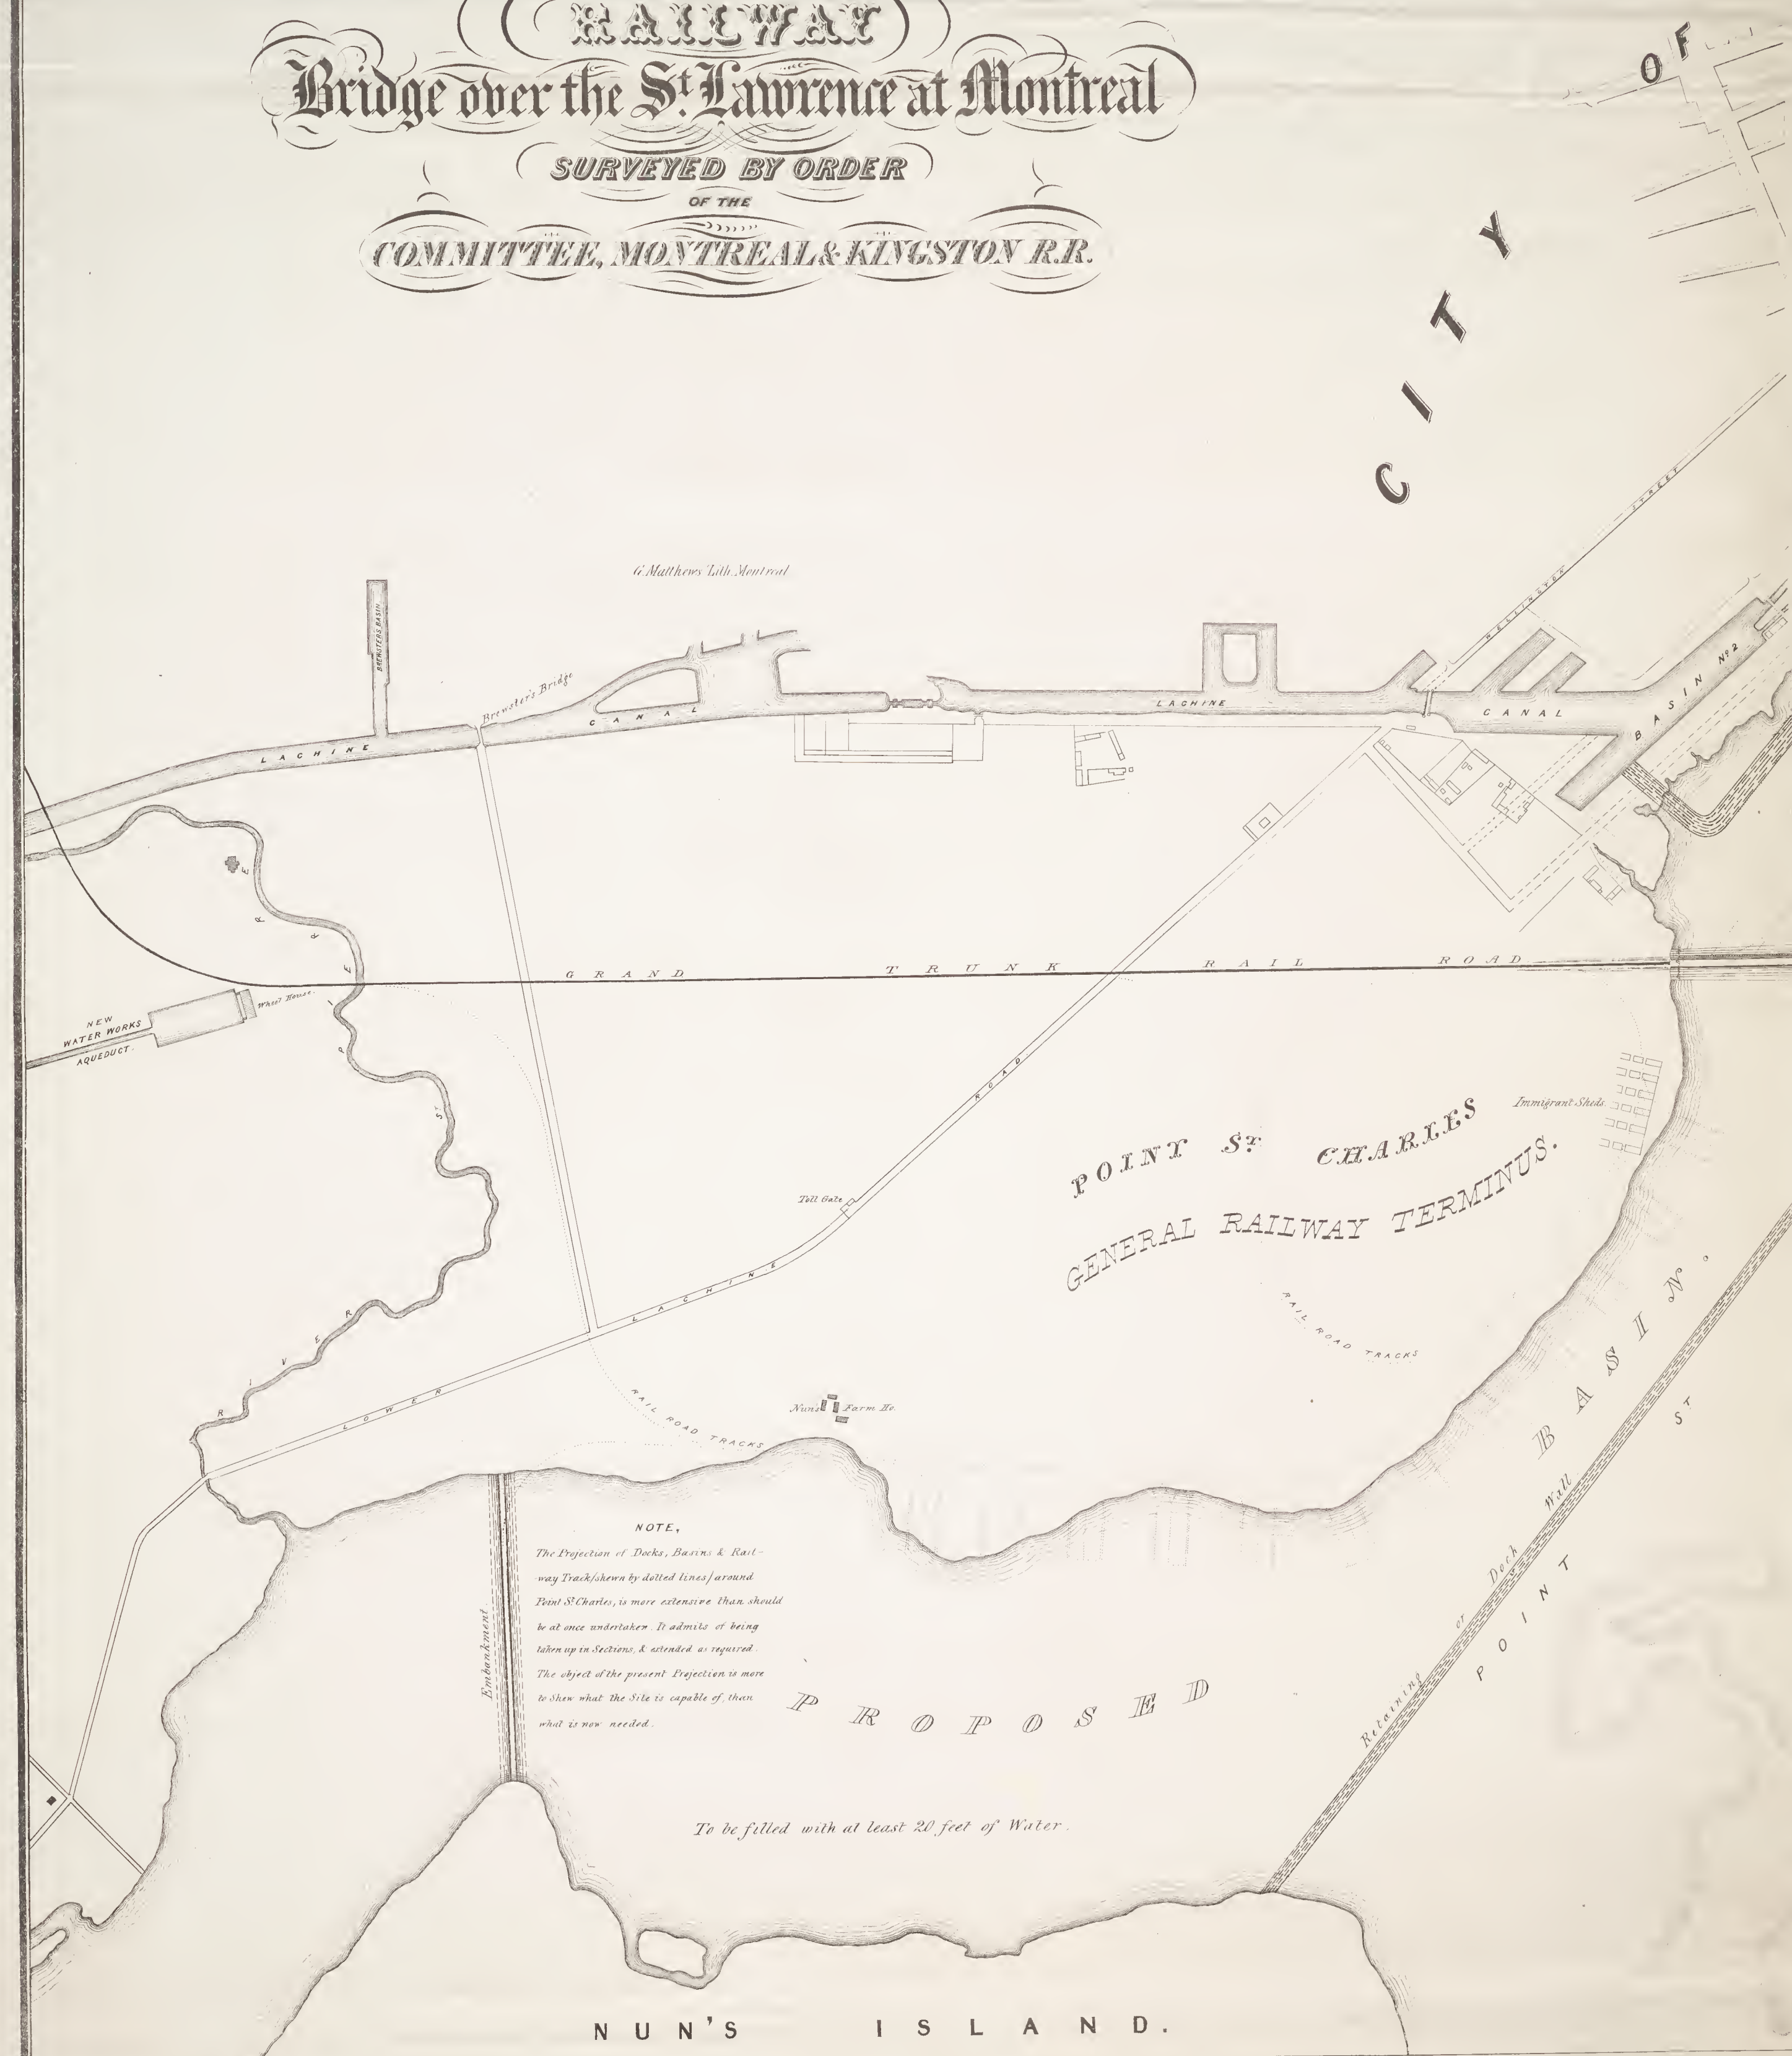 RAILWAY
Bridge over the St. Lawrence at Montreal
SURVEYED BY ORDER
OF THE
COMMITTEE, MONTREAL & KINGSTON R.R.
CITY OF
G. Matthews' Lith. Montreal
WELLINGTON STREET
BREWSTERS BASIN
Brewster's Bridge
LACHINE CANAL
LACHINE CANAL
BASIN No. 2
GRAND TRUNK RAIL ROAD
NEW
WATER WORKS
AQUEDUCT.
Wheel House.
RIVER ST. PIERRE
Immigrant Sheds.
POINT ST. CHARLES
GENERAL RAILWAY TERMINUS.
Toll Gate
LOWER LACHINE ROAD
RAIL ROAD TRACKS
RAIL ROAD TRACKS
Nuns Farm Ho.
NOTE,
The Projection of Docks, Basins & Rail-
way Track/shewn by dotted lines/around
Point St. Charles, is more extensive than should
be at once undertaken. It admits of being
taken up in Sections, & extended as required.
The object of the present Projection is more
to Shew what the Site is capable of, than
what is now needed.
Embankment
PROPOSED BASIN.
Retaining or Dock Wall
POINT ST
To be filled with at least 20 feet of Water.
NUN'S ISLAND.